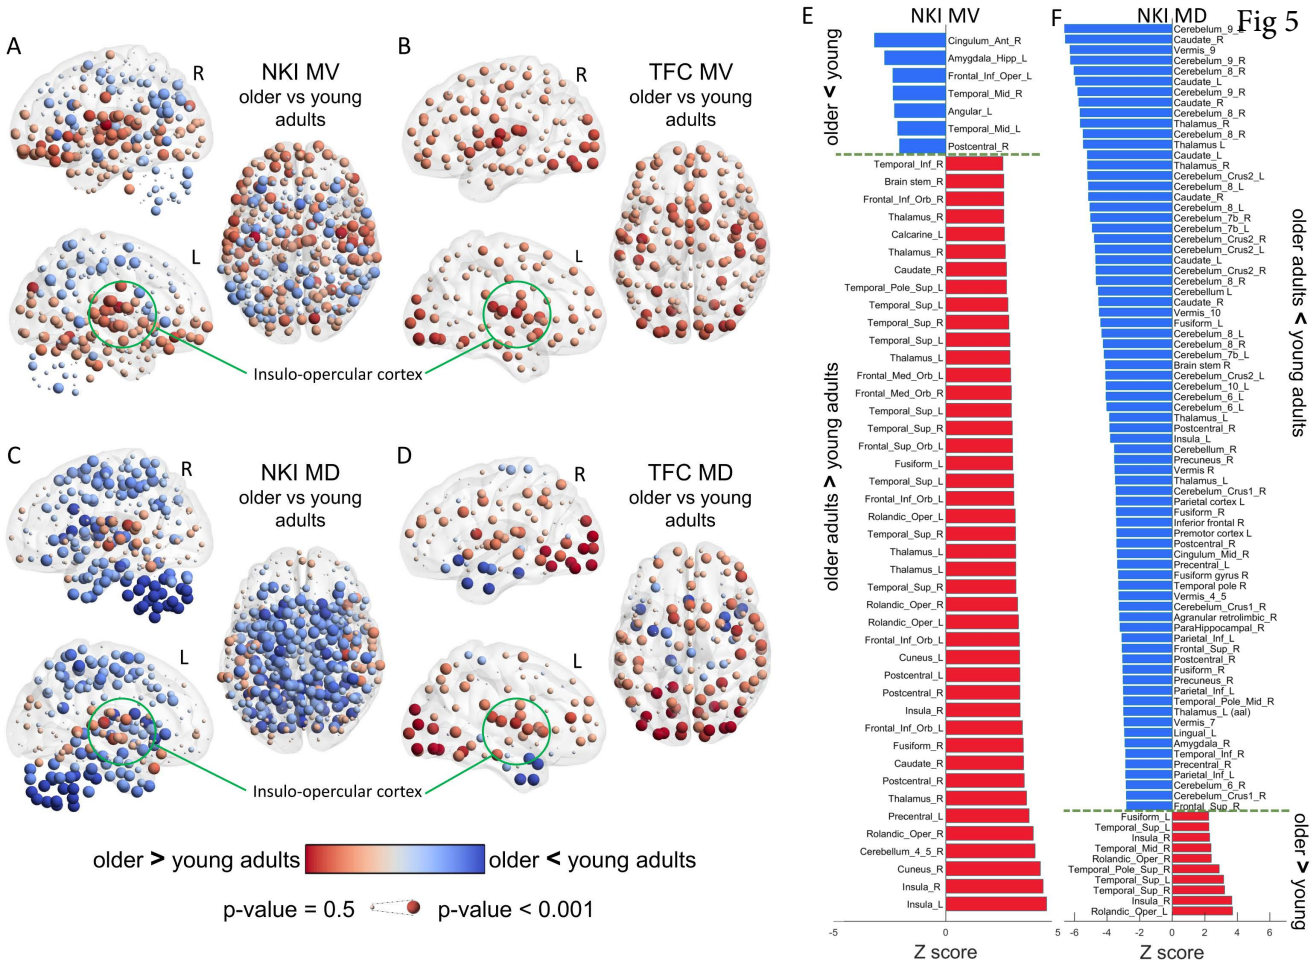 Fig 5
A
R
NKI MV
older vs young
adults
L
B
R
TFC MV
older vs young
adults
L
Insulo-opercular cortex
C
R
NKI MD
older vs young
adults
L
D
R
TFC MD
older vs young
adults
L
Insulo-opercular cortex
older > young adults
older < young adults
p-value = 0.5
p-value < 0.001
E
NKI MV
older < young
older adults > young adults
Cingulum_Ant_R
Amygdala_Hipp_L
Frontal_Inf_Oper_L
Temporal_Mid_R
Angular_L
Temporal_Mid_L
Postcentral_R
Temporal_Inf_R
Brain stem_R
Frontal_Inf_Orb_R
Thalamus_R
Calcarine_L
Thalamus_R
Caudate_R
Temporal_Pole_Sup_L
Temporal_Sup_L
Temporal_Sup_R
Temporal_Sup_L
Thalamus_L
Frontal_Med_Orb_L
Frontal_Med_Orb_R
Temporal_Sup_L
Temporal_Sup_R
Frontal_Sup_Orb_L
Fusiform_L
Temporal_Sup_L
Frontal_Inf_Orb_L
Rolandic_Oper_L
Temporal_Sup_R
Thalamus_L
Thalamus_L
Temporal_Sup_R
Rolandic_Oper_R
Rolandic_Oper_L
Frontal_Inf_Orb_L
Cuneus_L
Postcentral_L
Postcentral_R
Insula_R
Frontal_Inf_Orb_L
Fusiform_R
Caudate_R
Postcentral_R
Thalamus_R
Precentral_L
Rolandic_Oper_R
Cerebellum_4_5_R
Cuneus_R
Insula_R
Insula_L
-5
0
5
Z score
F
NKI MD
older adults < young adults
older > young
Cerebelum_9_L
Caudate_R
Vermis_9
Cerebelum_9_R
Cerebelum_8_R
Caudate_L
Cerebelum_9_R
Caudate_R
Cerebelum_8_R
Thalamus_R
Cerebelum_8_R
Thalamus L
Caudate_L
Thalamus_R
Cerebelum_Crus2_L
Cerebelum_8_L
Caudate_R
Cerebelum_8_L
Cerebelum_7b_R
Cerebelum_7b_L
Cerebelum_Crus2_R
Cerebelum_Crus2_L
Caudate_L
Cerebelum_Crus2_R
Cerebelum_8_R
Cerebellum L
Caudate_R
Vermis_10
Fusiform_L
Cerebelum_8_L
Cerebelum_8_R
Cerebelum_7b_L
Brain stem R
Cerebelum_Crus2_L
Cerebelum_10_L
Cerebelum_6_L
Cerebelum_6_L
Thalamus_L
Postcentral_R
Insula_L
Cerebellum_R
Precuneus_R
Vermis R
Thalamus_L
Cerebelum_Crus1_R
Parietal cortex L
Fusiform_R
Inferior frontal R
Premotor cortex L
Postcentral_R
Cingulum_Mid_R
Precentral_L
Fusiform gyrus R
Temporal pole R
Vermis_4_5
Cerebelum_Crus1_R
Agranular retrolimbic_R
ParaHippocampal_R
Parietal_Inf_L
Frontal_Sup_R
Postcentral_R
Fusiform_R
Precuneus_R
Parietal_Inf_L
Temporal_Pole_Mid_R
Thalamus_L (aal)
Vermis_7
Lingual_L
Amygdala_R
Temporal_Inf_R
Precentral_R
Parietal_Inf_L
Cerebelum_6_R
Cerebelum_Crus1_R
Frontal_Sup_R
Fusiform_L
Temporal_Sup_L
Insula_R
Temporal_Mid_R
Rolandic_Oper_R
Temporal_Pole_Sup_R
Temporal_Sup_L
Temporal_Sup_R
Insula_R
Rolandic_Oper_L
-6
-4
-2
0
2
4
6
Z score